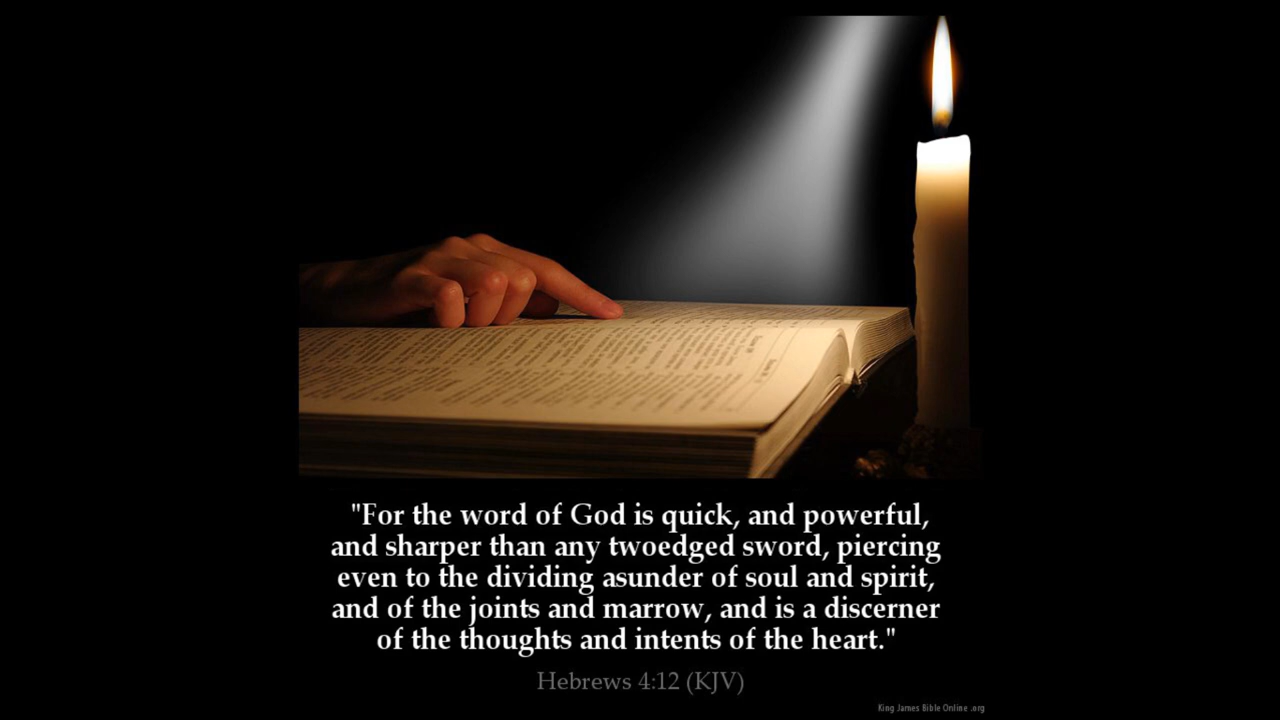 "For the word of God is quick, and powerful,
and sharper than any twoedged sword, piercing
even to the dividing asunder of soul and spirit,
and of the joints and marrow, and is a discerner
of the thoughts and intents of the heart."
Hebrews 4:12 (KJV)
King James Bible Online .org